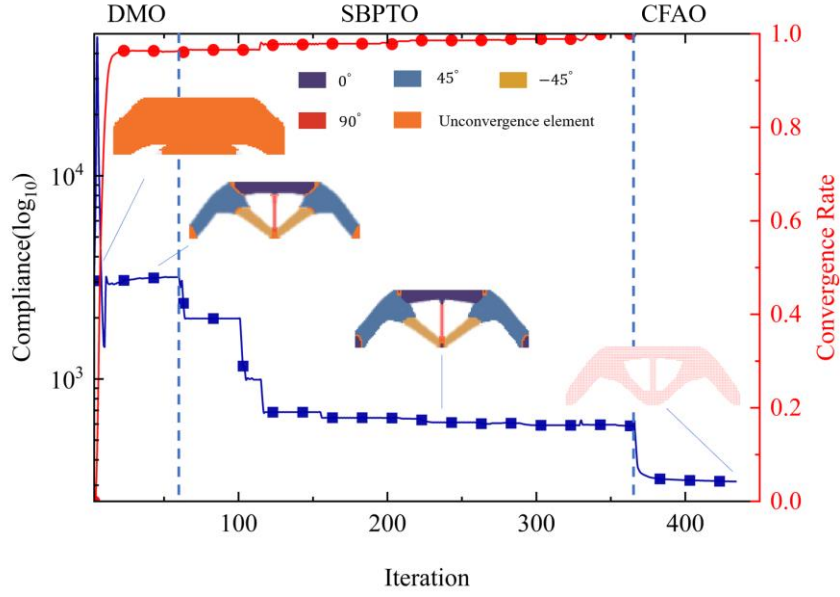 DMO SBPTO CFAO
Compliance(log₁₀)
10⁴
10³
0° 45° −45°
90° Unconvergence element
1.0
0.8
0.6
0.4
0.2
0.0
Convergence Rate
100 200 300 400
Iteration